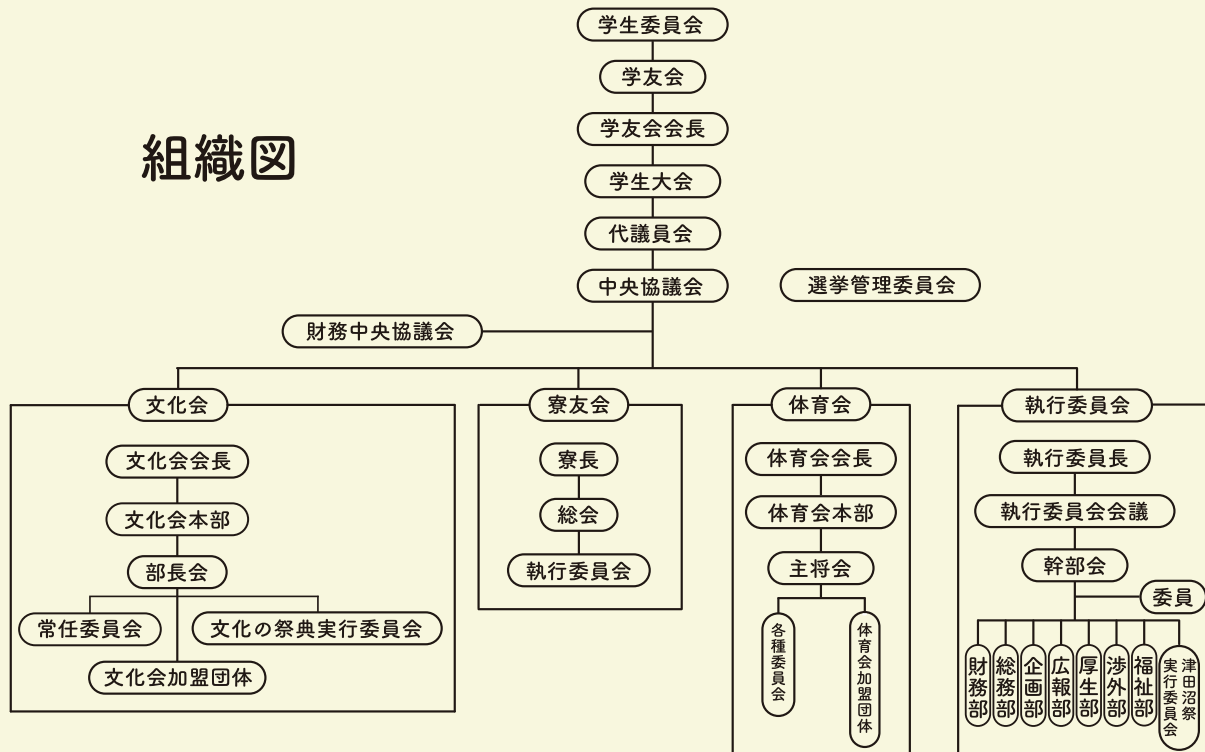 組織図
学生委員会
学友会
学友会会長
学生大会
代議員会
中央協議会
選挙管理委員会
財務中央協議会
文化会
文化会会長
文化会本部
部長会
常任委員会
文化の祭典実行委員会
文化会加盟団体
寮友会
寮長
総会
執行委員会
体育会
体育会会長
体育会本部
主将会
各種委員会
体育会加盟団体
執行委員会
執行委員長
執行委員会会議
幹部会
委員
財務部
総務部
企画部
広報部
厚生部
渉外部
福祉部
津田沼祭
実行委員会